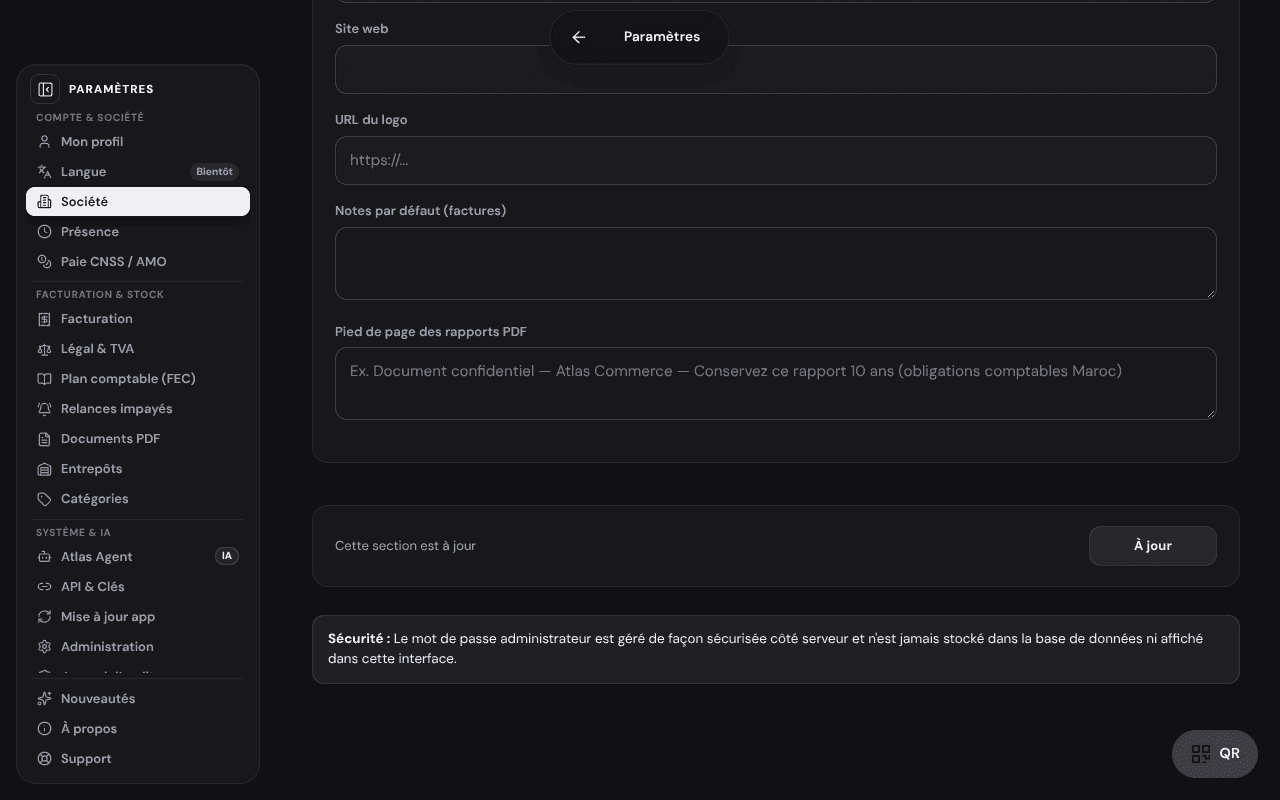 Paramètres
PARAMÈTRES
COMPTE & SOCIÉTÉ
Mon profil
Langue
Bientôt
Société
Présence
Paie CNSS / AMO
FACTURATION & STOCK
Facturation
Légal & TVA
Plan comptable (FEC)
Relances impayés
Documents PDF
Entrepôts
Catégories
SYSTÈME & IA
Atlas Agent
IA
API & Clés
Mise à jour app
Administration
Nouveautés
À propos
Support
Site web
URL du logo
https://...
Notes par défaut (factures)
Pied de page des rapports PDF
Ex. Document confidentiel — Atlas Commerce — Conservez ce rapport 10 ans (obligations comptables Maroc)
Cette section est à jour
À jour
Sécurité : Le mot de passe administrateur est géré de façon sécurisée côté serveur et n'est jamais stocké dans la base de données ni affiché
dans cette interface.
QR